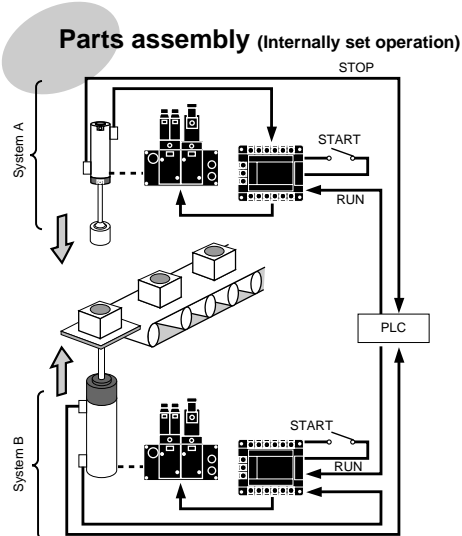 Parts assembly (Internally set operation)
STOP
System A
START
RUN
PLC
System B
START
RUN